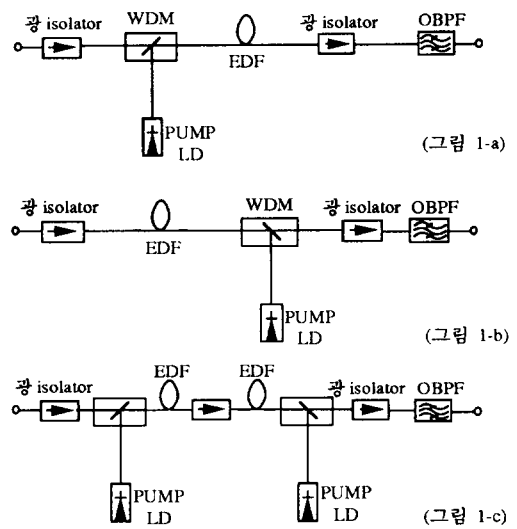 광 isolator
WDM
광 isolator
OBPF
EDF
PUMP
LD
(그림 1-a)
WDM
광 isolator
OBPF
광 isolator
EDF
PUMP
LD
(그림 1-b)
EDF
EDF
광 isolator
OBPF
광 isolator
PUMP
LD
PUMP
LD
(그림 1-c)